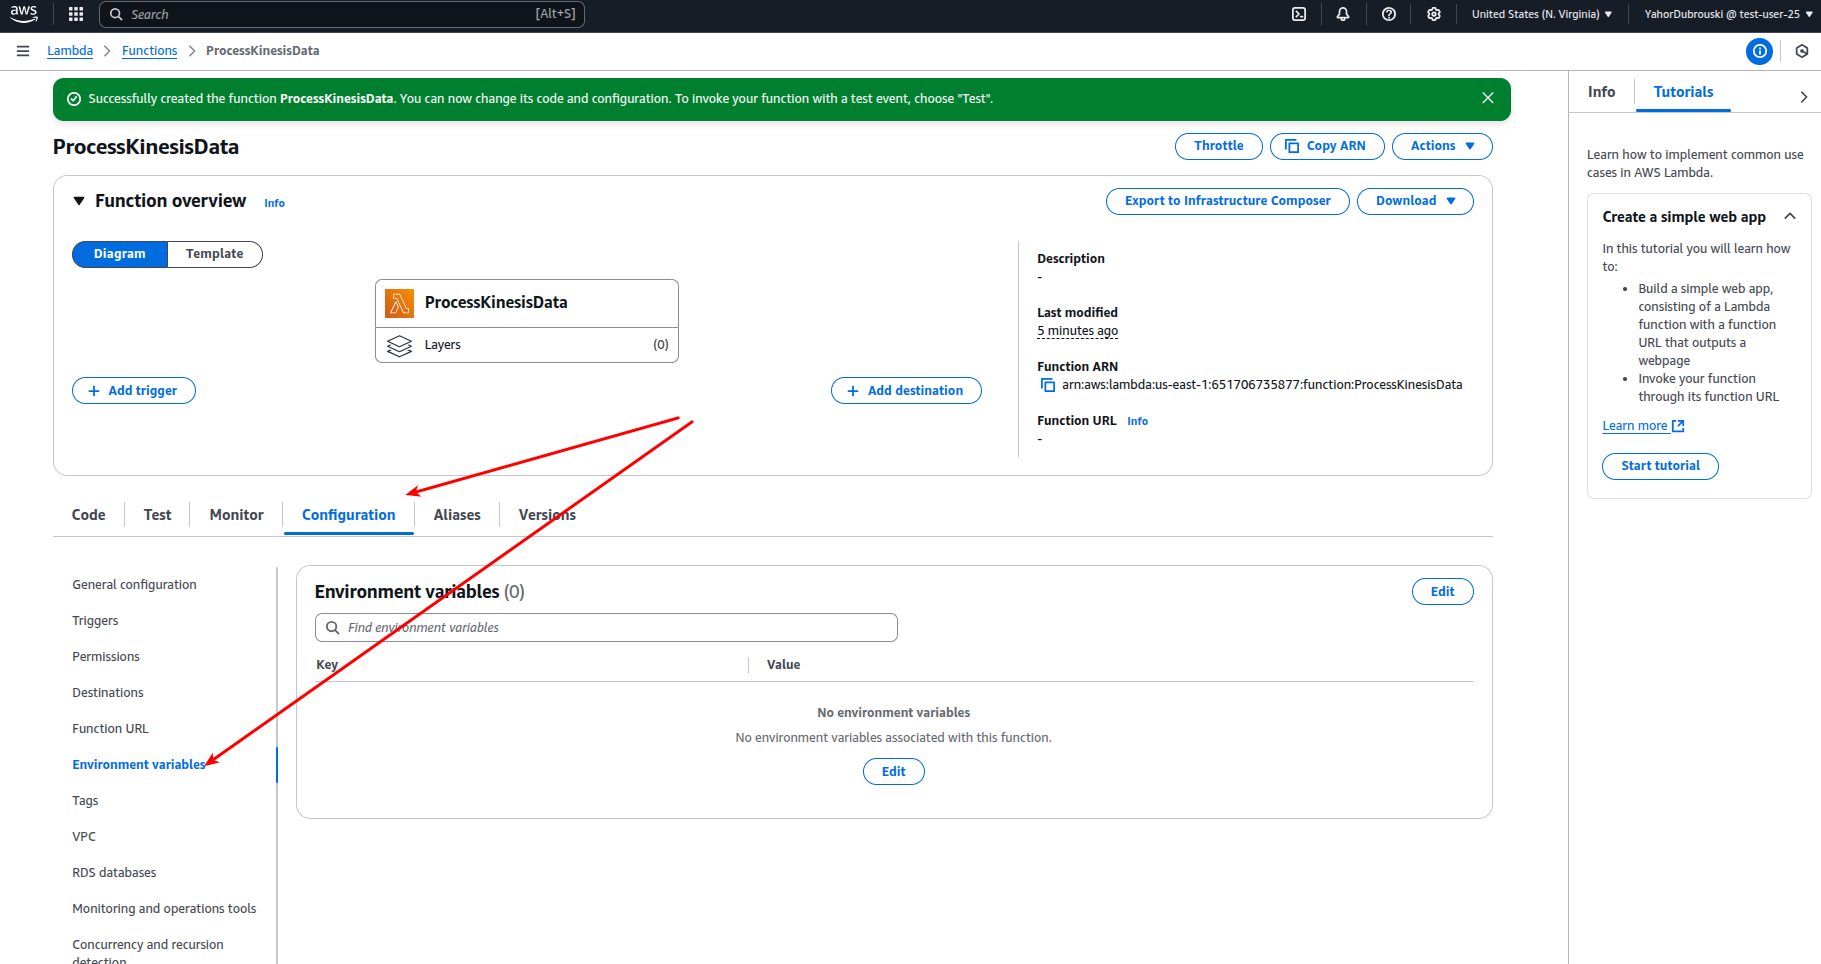 aws
Search [Alt+S]
United States (N. Virginia)
YahorDubrouski @ test-user-25
Lambda
Functions
ProcessKinesisData
Successfully created the function ProcessKinesisData. You can now change its code and configuration. To invoke your function with a test event, choose "Test".
ProcessKinesisData
Throttle
Copy ARN
Actions
Function overview Info
Export to Infrastructure Composer
Download
Diagram
Template
ProcessKinesisData
Layers (0)
Add trigger
Add destination
Description
-
Last modified
5 minutes ago
Function ARN
arn:aws:lambda:us-east-1:651706735877:function:ProcessKinesisData
Function URL Info
-
Code
Test
Monitor
Configuration
Aliases
Versions
General configuration
Triggers
Permissions
Destinations
Function URL
Environment variables
Tags
VPC
RDS databases
Monitoring and operations tools
Concurrency and recursion
detection
Environment variables (0)
Edit
Find environment variables
Key
Value
No environment variables
No environment variables associated with this function.
Edit
Info
Tutorials
Learn how to implement common use
cases in AWS Lambda.
Create a simple web app
In this tutorial you will learn how
to:
• Build a simple web app,
consisting of a Lambda
function with a function
URL that outputs a
webpage
• Invoke your function
through its function URL
Learn more
Start tutorial